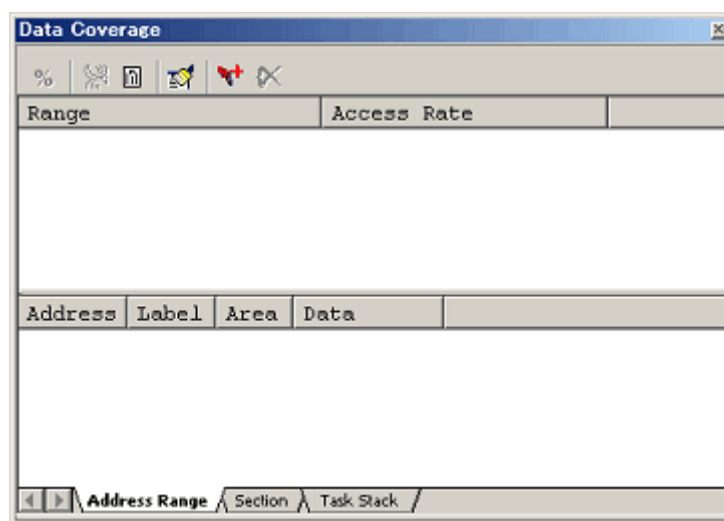 Data Coverage
%
Range Access Rate
Address Label Area Data
Address Range Section Task Stack